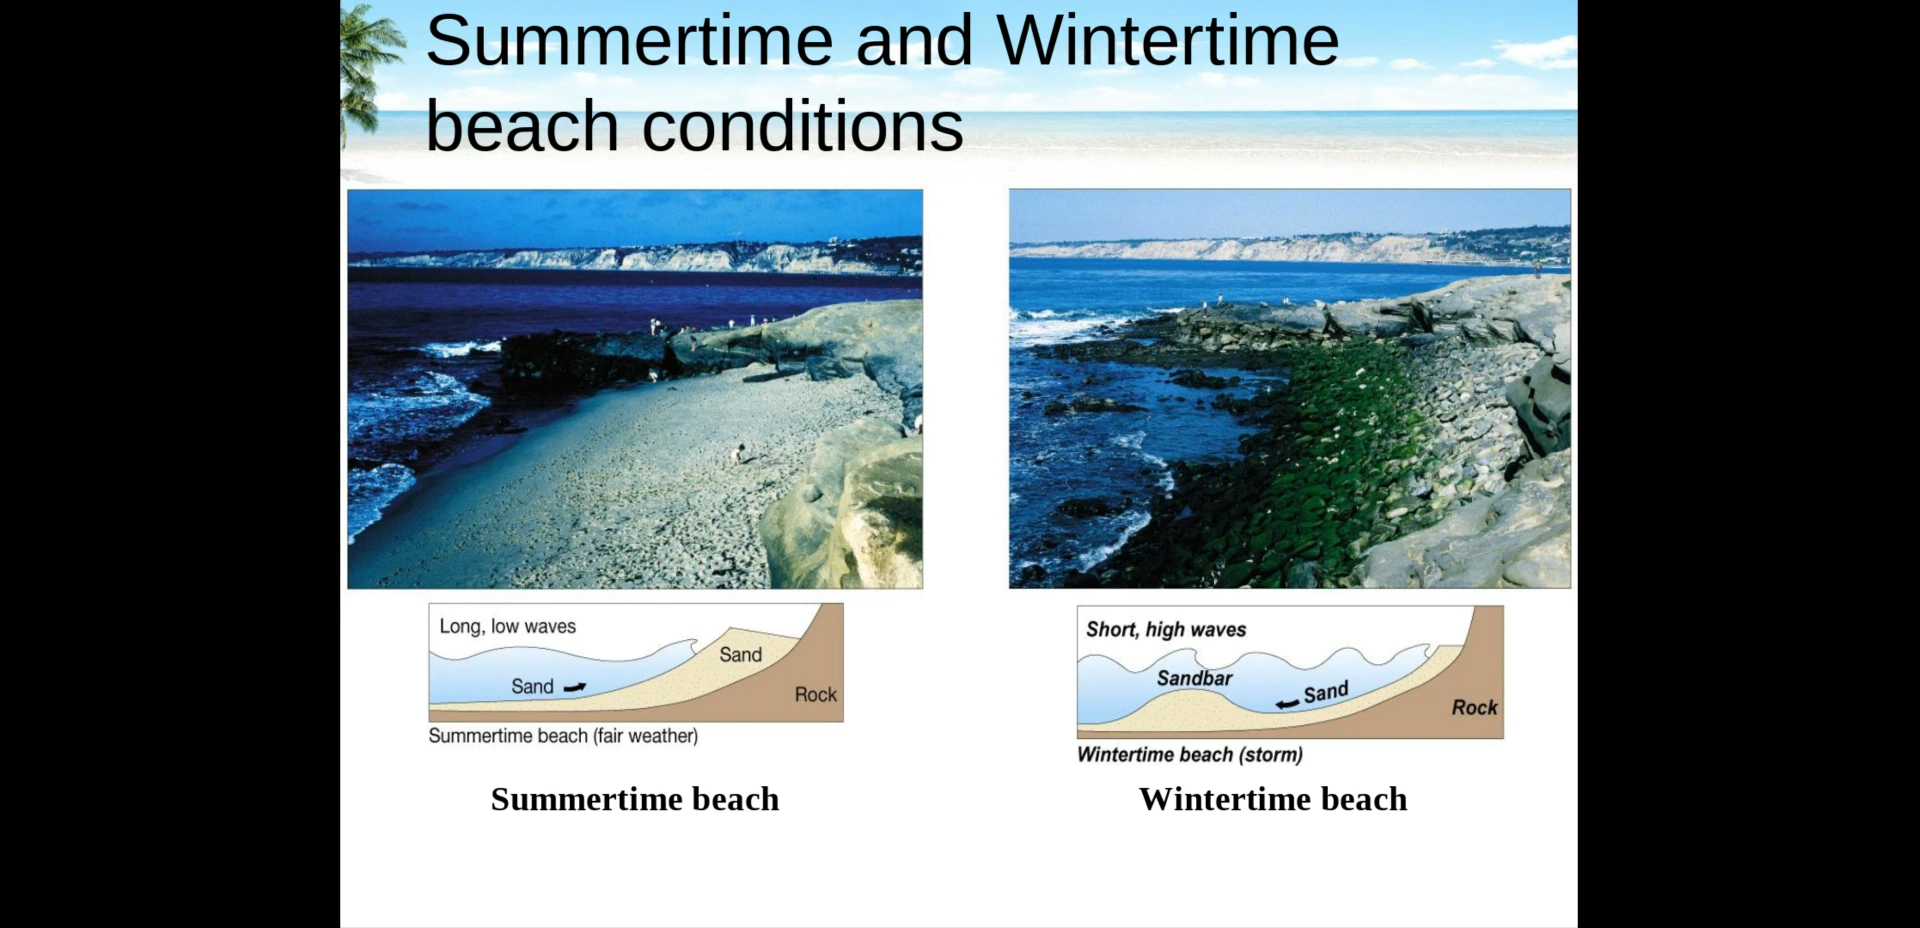 Summertime and Wintertime
beach conditions
Long, low waves
Sand
Sand
Rock
Summertime beach (fair weather)
Summertime beach
Short, high waves
Sandbar
Sand
Rock
Wintertime beach (storm)
Wintertime beach